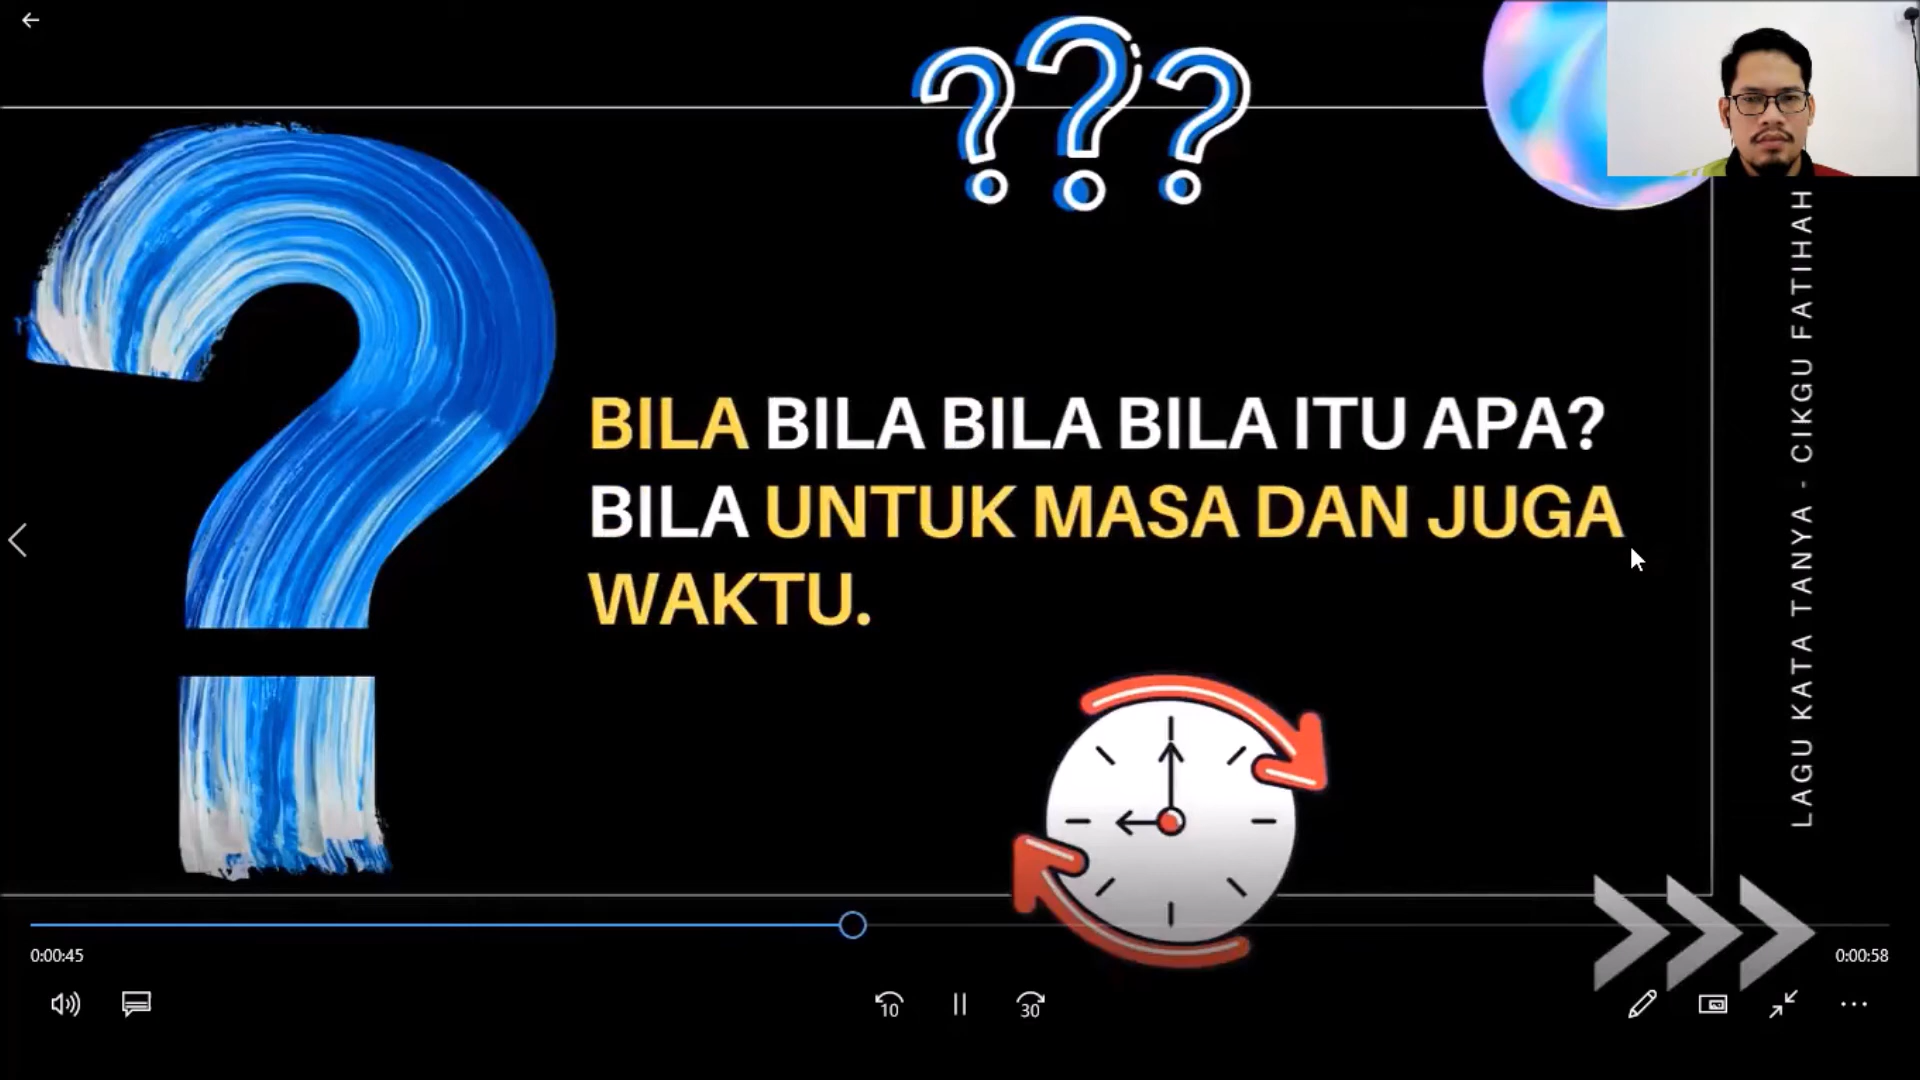 ???
BILA BILA BILA BILA ITU APA?
BILA UNTUK MASA DAN JUGA
WAKTU.
LAGU KATA TANYA - CIKGU FATIHAH
0:00:45
0:00:58
10
30